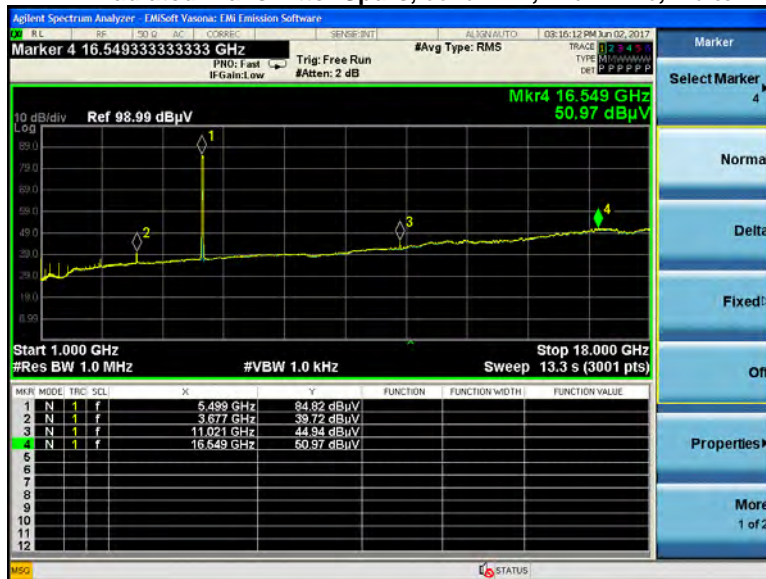 Agilent Spectrum Analyzer - EMiSoft Vasona: EMi Emission Software
RL RF 50 Ω AC CORREC SENSE:INT ALIGNAUTO 03:16:12 PM Jun 02, 2017
Marker 4 16.549333333333 GHz #Avg Type: RMS TRACE 1 2 3 4 5 6
PNO: Fast Trig: Free Run TYPE
IFGain:Low #Atten: 2 dB DET P P P P P P
Mkr4 16.549 GHz
10 dB/div Ref 98.99 dBµV 50.97 dBµV
Log
89.0
79.0
69.0
59.0
49.0
39.0
29.0
19.0
8.99
1
2
3
4
Start 1.000 GHz Stop 18.000 GHz
#Res BW 1.0 MHz #VBW 1.0 kHz Sweep 13.3 s (3001 pts)
MKR MODE TRC SCL X Y FUNCTION FUNCTION WIDTH FUNCTION VALUE
1 N 1 f 5.499 GHz 84.82 dBµV
2 N 1 f 3.677 GHz 39.72 dBµV
3 N 1 f 11.021 GHz 44.94 dBµV
4 N 1 f 16.549 GHz 50.97 dBµV
5
6
7
8
9
10
11
12
MSG STATUS
Marker
Select Marker
4
Norma
Delta
Fixed
Off
Properties
More
1 of 2